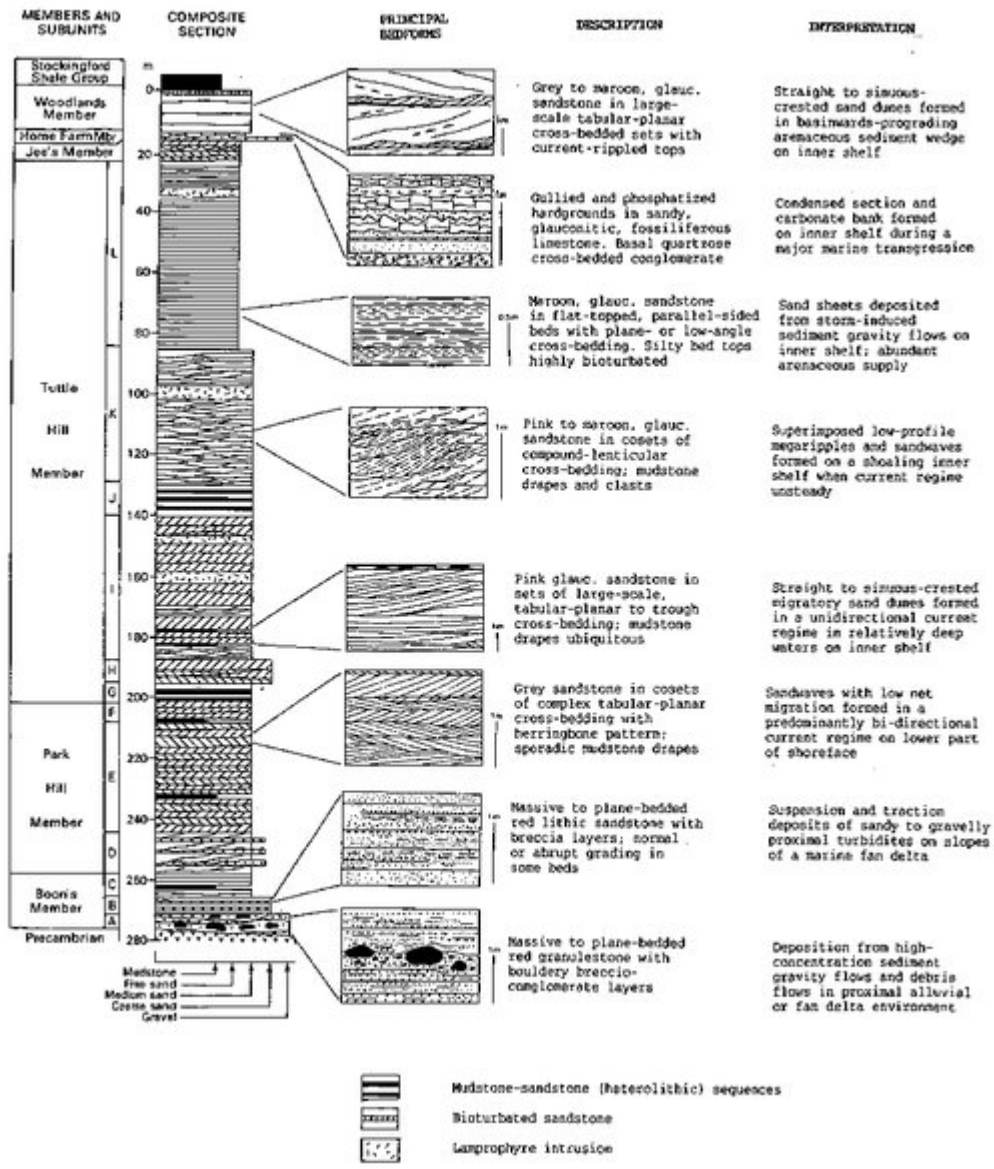 MEMBERS AND
SUBUNITS
COMPOSITE
SECTION
PRINCIPAL
BEDFORMS
DESCRIPTION
INTERPRETATION
Stockingford
Shale Group
Woodlands
Member
Home Farm Mbr
Jee's Member
Tuttle
Hill
Member
Park
Hill
Member
Boon's
Member
Precambrian
L
K
J
I
H
G
F
E
D
C
B
A
m
0
20
40
60
80
100
120
140
160
180
200
220
240
260
280
Mudstone
Fine sand
Medium sand
Coarse sand
Gravel
Grey to maroon, glauc.
sandstone in large-
scale tabular-planar
cross-bedded sets with
current-rippled tops
Straight to sinuous-
crested sand dunes formed
in basinwards-prograding
arenaceous sediment wedge
on inner shelf
Gullied and phosphatized
hardgrounds in sandy,
glauconitic, fossiliferous
limestone. Basal quartzose
cross-bedded conglomerate
Condensed section and
carbonate bank formed
on inner shelf during a
major marine transgression
0.5m
Maroon, glauc. sandstone
in flat-topped, parallel-sided
beds with plane- or low-angle
cross-bedding. Silty bed tops
highly bioturbated
Sand sheets deposited
from storm-induced
sediment gravity flows on
inner shelf; abundant
arenaceous supply
1m
Pink to maroon, glauc.
sandstone in cosets of
compound-lenticular
cross-bedding; mudstone
drapes and clasts
Superimposed low-profile
megaripples and sandwaves
formed on a shoaling inner
shelf when current regime
unsteady
Pink glauc. sandstone in
sets of large-scale,
tabular-planar to trough
cross-bedding; mudstone
drapes ubiquitous
Straight to sinuous-crested
migratory sand dunes formed
in a unidirectional current
regime in relatively deep
waters on inner shelf
Grey sandstone in cosets
of complex tabular-planar
cross-bedding with
herringbone pattern;
sporadic mudstone drapes
Sandwaves with low net
migration formed in a
predominantly bi-directional
current regime on lower part
of shoreface
Massive to plane-bedded
red lithic sandstone with
breccia layers; normal
or abrupt grading in
some beds
Suspension and traction
deposits of sandy to gravelly
proximal turbidites on slopes
of a marine fan delta
Massive to plane-bedded
red granulestone with
bouldery breccio-
conglomerate layers
Deposition from high-
concentration sediment
gravity flows and debris
flows in proximal alluvial
or fan delta environment
Mudstone-sandstone (heterolithic) sequences
Bioturbated sandstone
Lamprophyre intrusion